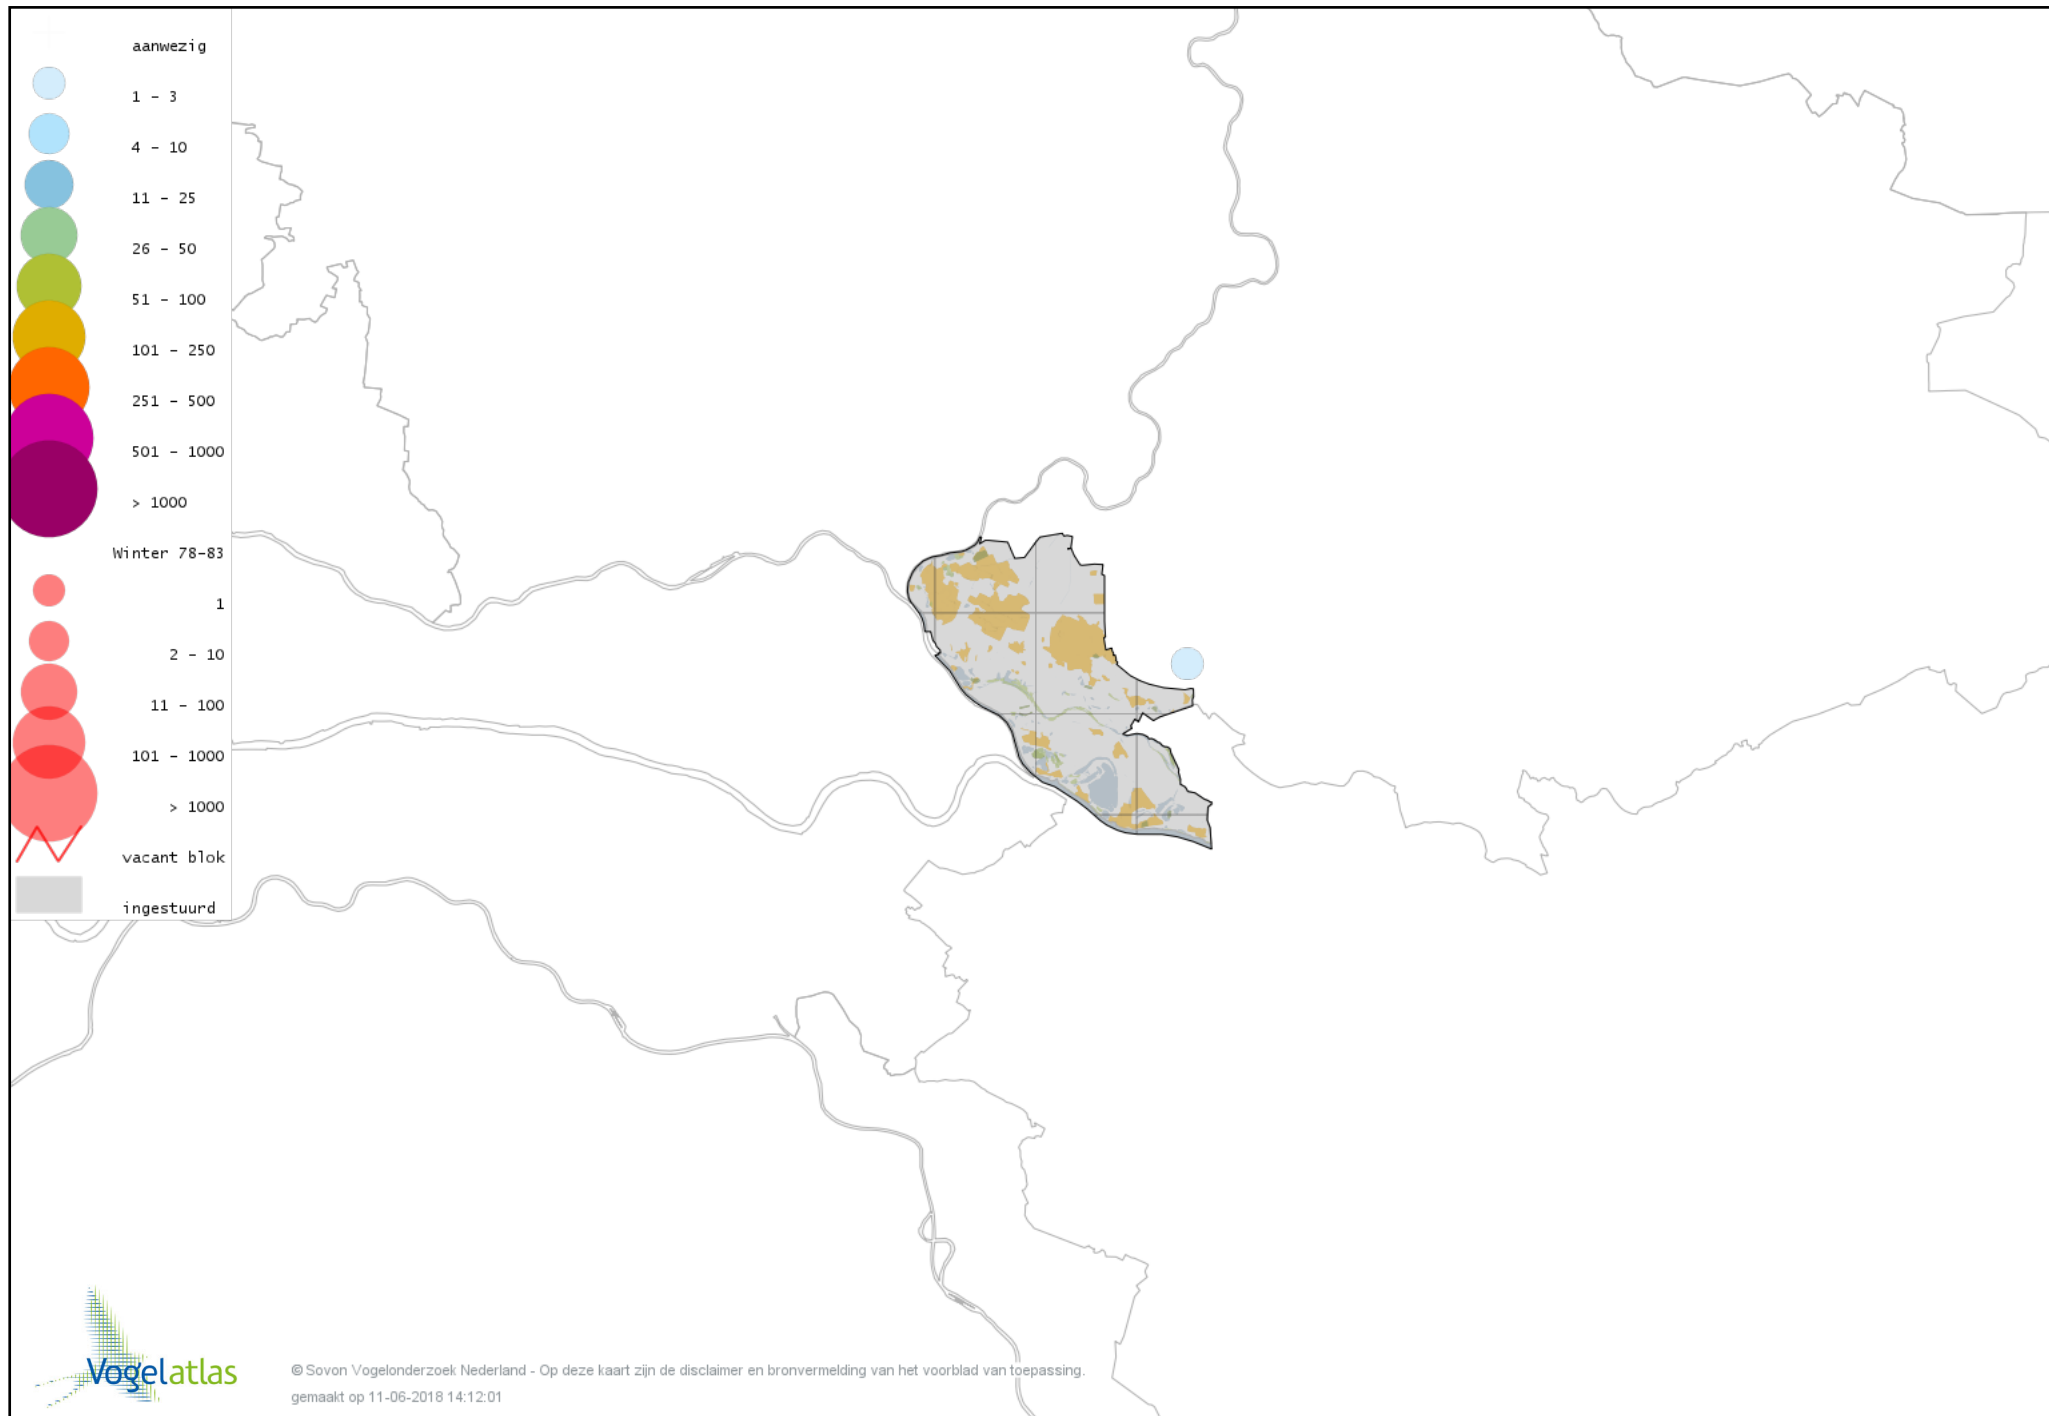 aanwezig
1 - 3
4 - 10
11 - 25
26 - 50
51 - 100
101 - 250
251 - 500
501 - 1000
> 1000
Winter 78-83
1
2 - 10
11 - 100
101 - 1000
> 1000
vacant blok
ingestuurd
Vogelatlas
© Sovon Vogelonderzoek Nederland - Op deze kaart zijn de disclaimer en bronvermelding van het voorblad van toepassing.
gemaakt op 11-06-2018 14:12:01